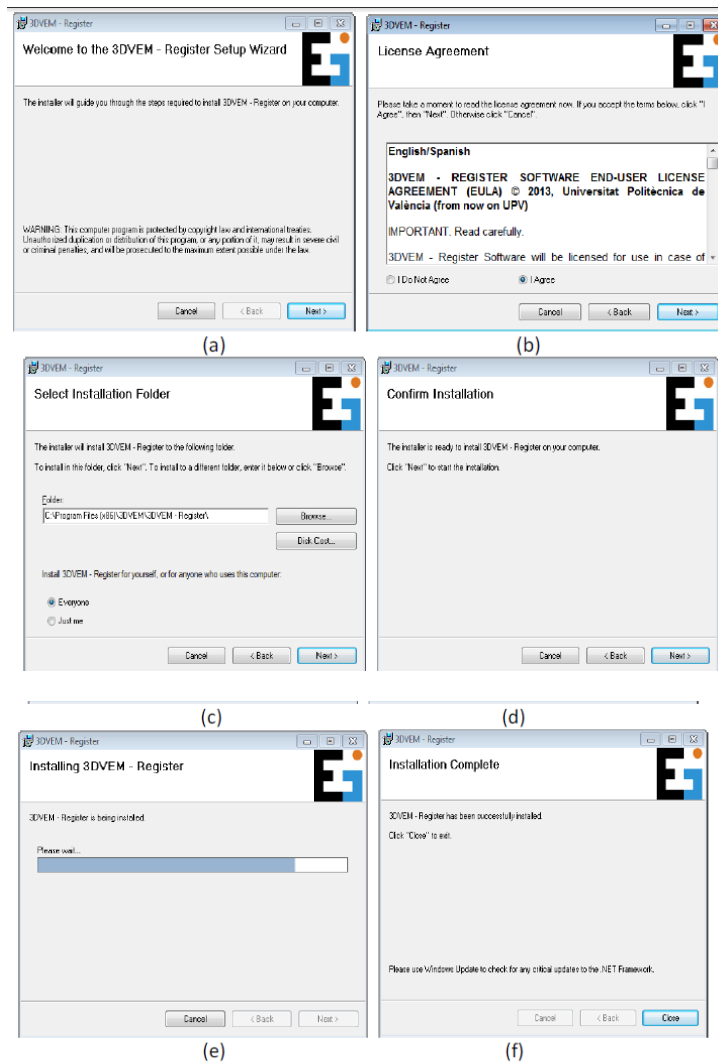 3DVEM - Register
Welcome to the 3DVEM - Register Setup Wizard
The installer will guide you through the steps required to install 3DVEM - Register on your computer.
WARNING: This computer program is protected by copyright law and international treaties.
Unauthorized duplication or distribution of this program, or any portion of it, may result in severe civil
or criminal penalties, and will be prosecuted to the maximum extent possible under the law.
Cancel
< Back
Next >
(a)
3DVEM - Register
License Agreement
Please take a moment to read the license agreement now. If you accept the terms below, click "I
Agree", then "Next". Otherwise click "Cancel".
English/Spanish
3DVEM - REGISTER SOFTWARE END-USER LICENSE
AGREEMENT (EULA) © 2013, Universitat Politècnica de
València (from now on UPV)
IMPORTANT. Read carefully.
3DVEM - Register Software will be licensed for use in case of
I Do Not Agree
I Agree
Cancel
< Back
Next >
(b)
3DVEM - Register
Select Installation Folder
The installer will install 3DVEM - Register to the following folder.
To install in this folder, click "Next". To install to a different folder, enter it below or click "Browse".
Folder:
C:\Program Files (x86)\3DVEM\3DVEM - Register\
Browse...
Disk Cost...
Install 3DVEM - Register for yourself, or for anyone who uses this computer:
Everyone
Just me
Cancel
< Back
Next >
(c)
3DVEM - Register
Confirm Installation
The installer is ready to install 3DVEM - Register on your computer.
Click "Next" to start the installation.
Cancel
< Back
Next >
(d)
3DVEM - Register
Installing 3DVEM - Register
3DVEM - Register is being installed.
Please wait...
Cancel
< Back
Next >
(e)
3DVEM - Register
Installation Complete
3DVEM - Register has been successfully installed.
Click "Close" to exit.
Please use Windows Update to check for any critical updates to the .NET Framework.
Cancel
< Back
Close
(f)